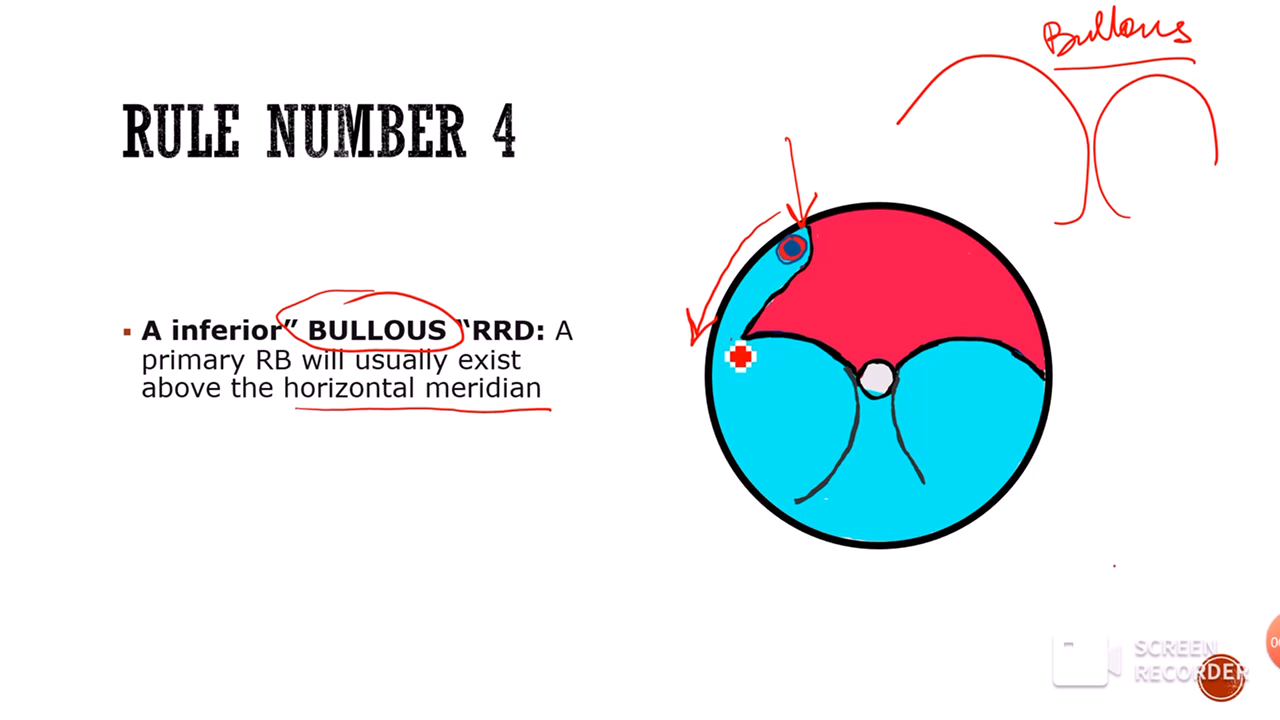 Bullous
RULE NUMBER 4
▪ A inferior” BULLOUS “RRD: A
primary RB will usually exist
above the horizontal meridian
SCREEN
RECORDER